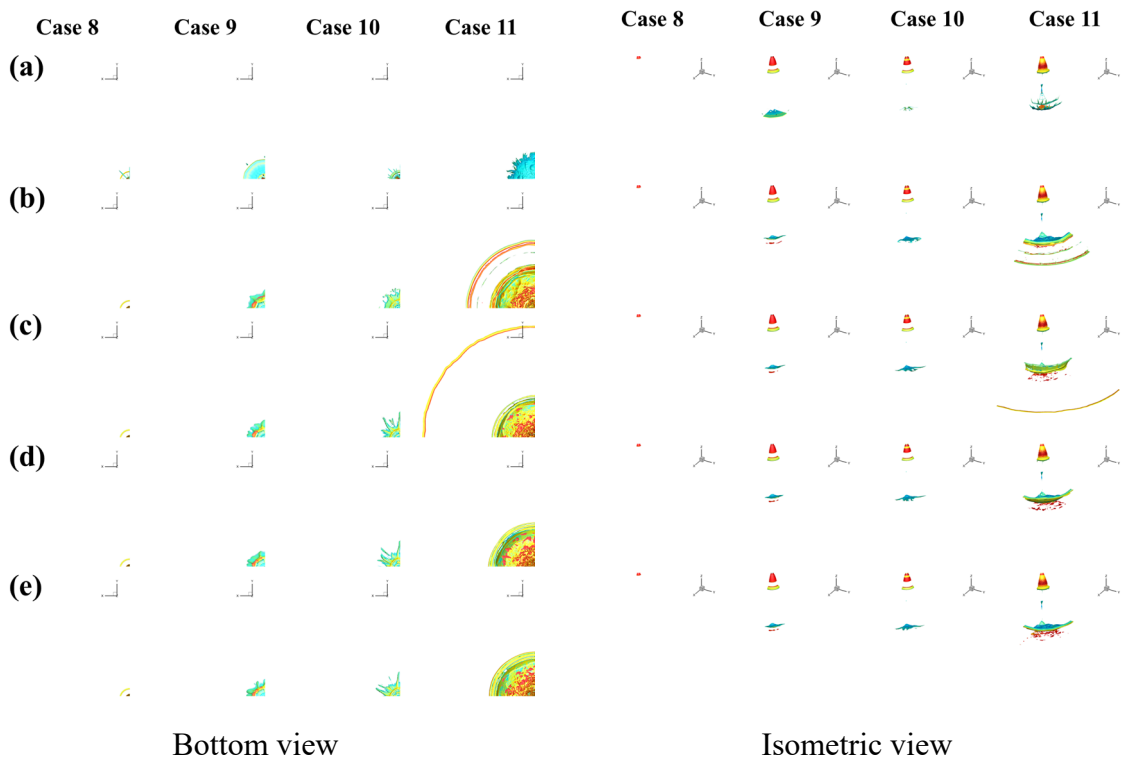 Case 8 Case 9 Case 10 Case 11 Case 8 Case 9 Case 10 Case 11
(a)
(b)
(c)
(d)
(e)
Bottom view Isometric view